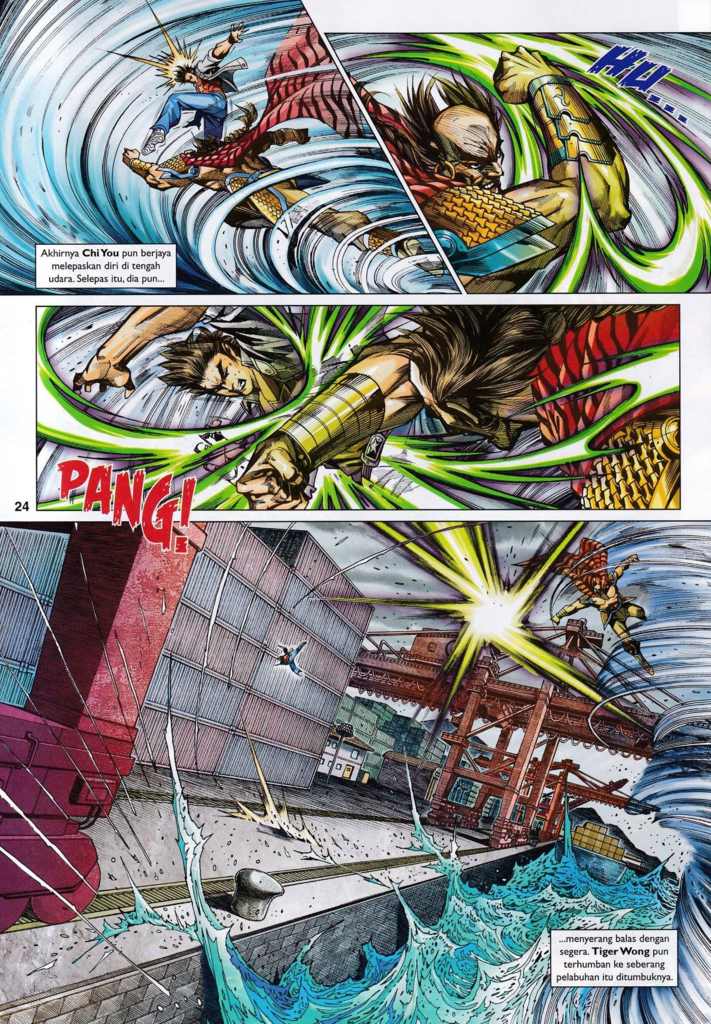 HU...
Akhirnya Chi You pun berjaya
melepaskan diri di tengah
udara. Selepas itu, dia pun...
24
PANG!
...menyerang balas dengan
segera. Tiger Wong pun
terhumban ke seberang
pelabuhan itu ditumbuknya.